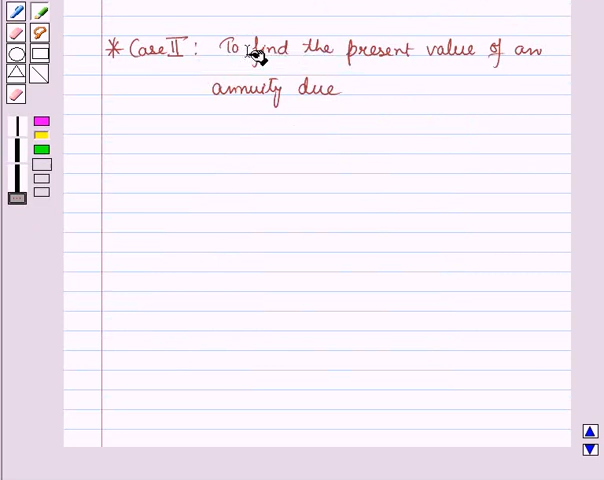 * Case II : To find the present value of an
annuity due